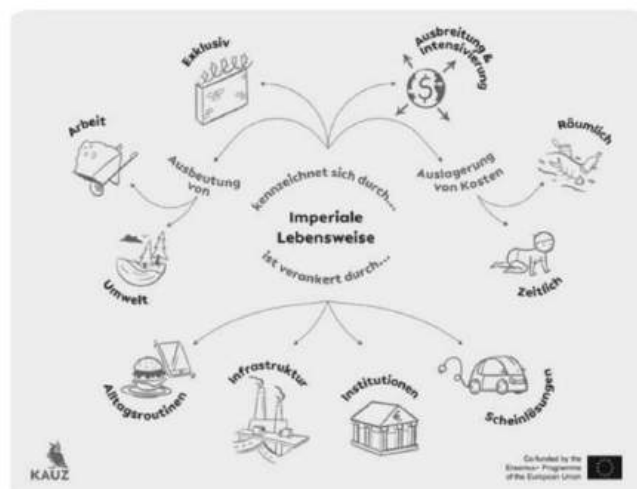 Exklusiv
Ausbreitung &
Intensivierung
Arbeit
Ausbeutung
von
kennzeichnet sich durch...
Auslagerung
von Kosten
Räumlich
Imperiale
Lebensweise
ist verankert durch...
Umwelt
Zeitlich
Alltagsroutinen
Infrastruktur
Institutionen
Scheinlösungen
KAUZ
Co-funded by the
Erasmus+ Programme
of the European Union